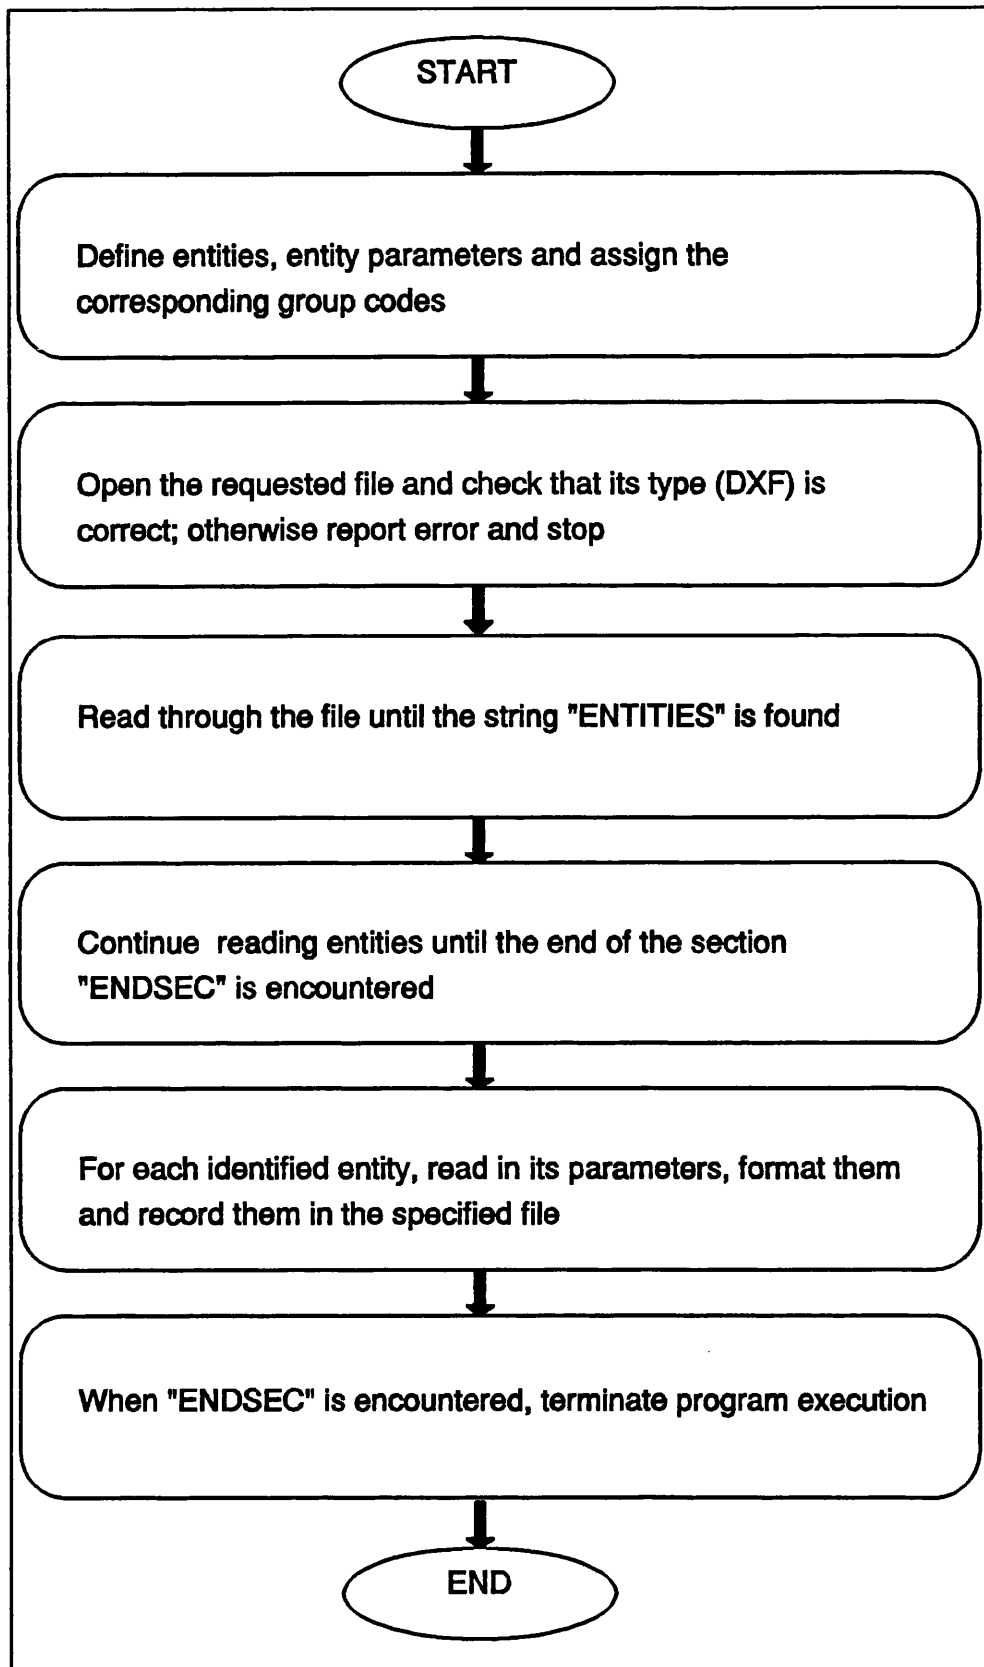 START
Define entities, entity parameters and assign the
corresponding group codes
Open the requested file and check that its type (DXF) is
correct; otherwise report error and stop
Read through the file until the string "ENTITIES" is found
Continue reading entities until the end of the section
"ENDSEC" is encountered
For each identified entity, read in its parameters, format them
and record them in the specified file
When "ENDSEC" is encountered, terminate program execution
END